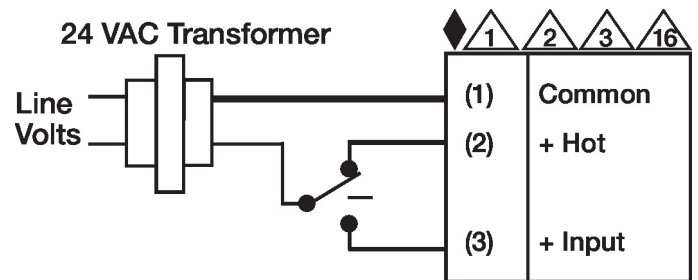 24 VAC Transformer
1 2 3 16
Line
Volts
(1) Common
(2) + Hot
(3) + Input